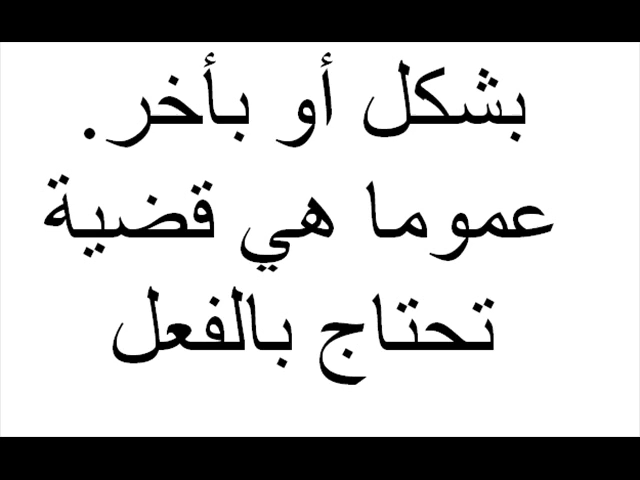 بشكل أو بأخر.
عموما هي قضية
تحتاج بالفعل